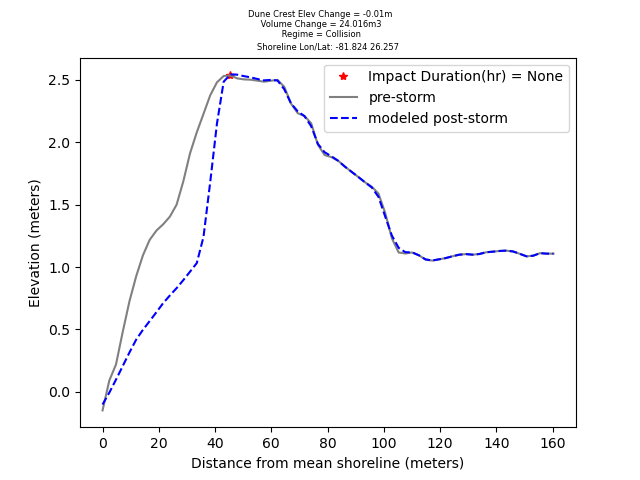 Dune Crest Elev Change = -0.01m
Volume Change = 24.016m3
Regime = Collision
Shoreline Lon/Lat: -81.824 26.257
Impact Duration(hr) = None
pre-storm
modeled post-storm
Elevation (meters)
2.5
2.0
1.5
1.0
0.5
0.0
0 20 40 60 80 100 120 140 160
Distance from mean shoreline (meters)